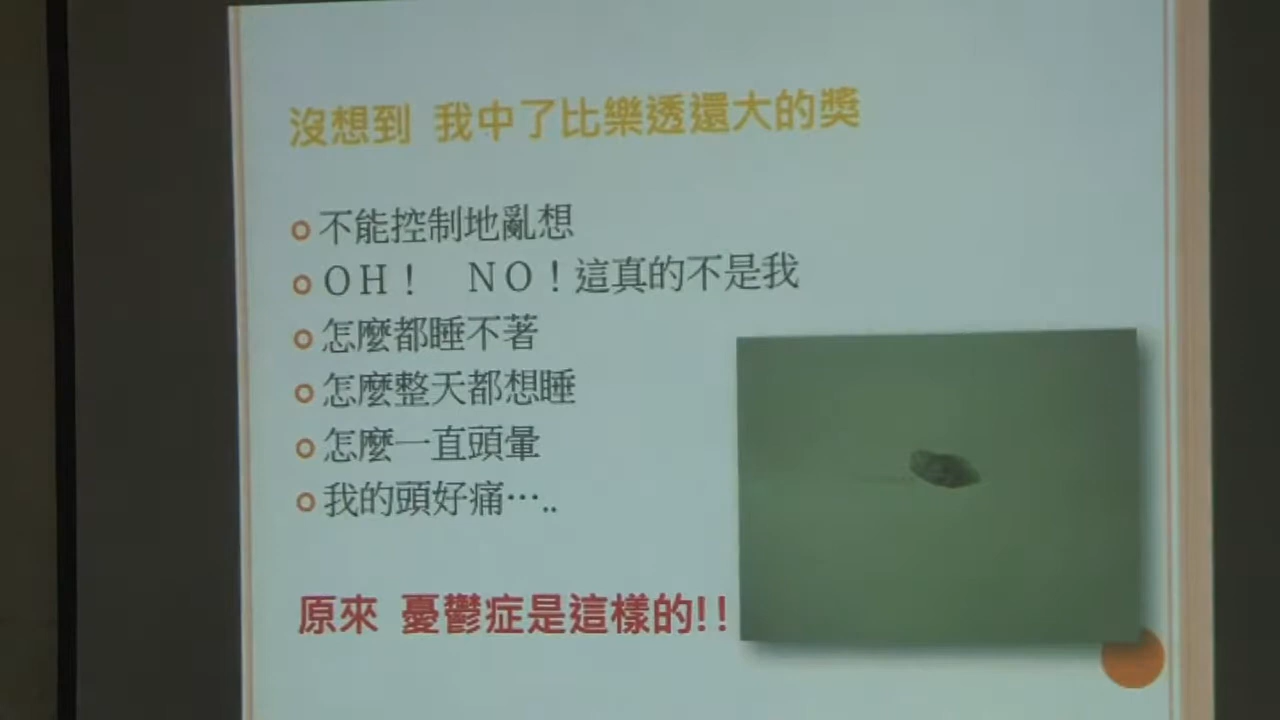 沒想到 我中了比樂透還大的獎
不能控制地亂想
ＯＨ！　ＮＯ！這真的不是我
怎麼都睡不著
怎麼整天都想睡
怎麼一直頭暈
我的頭好痛…..
原來 憂鬱症是這樣的!!